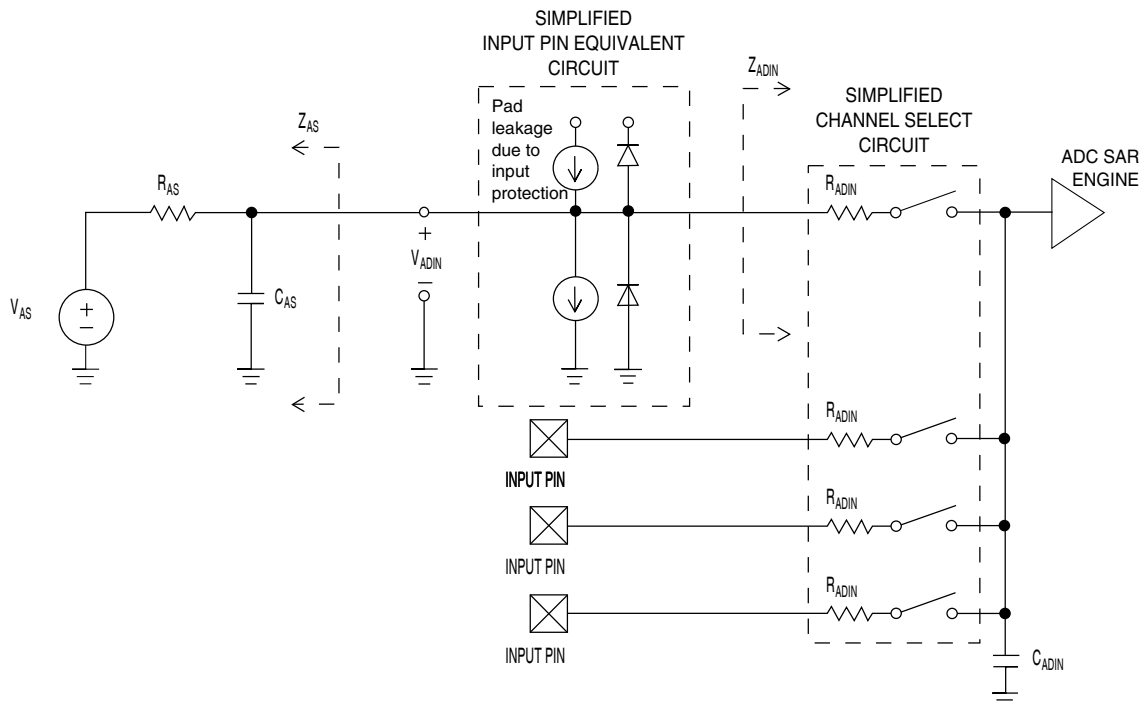 SIMPLIFIED
INPUT PIN EQUIVALENT
CIRCUIT
Pad
leakage
due to
input
protection
Z_ADIN
SIMPLIFIED
CHANNEL SELECT
CIRCUIT
ADC SAR
ENGINE
Z_AS
R_AS
R_ADIN
+
V_ADIN
−
C_AS
V_AS
+
−
R_ADIN
INPUT PIN
R_ADIN
INPUT PIN
R_ADIN
INPUT PIN
C_ADIN